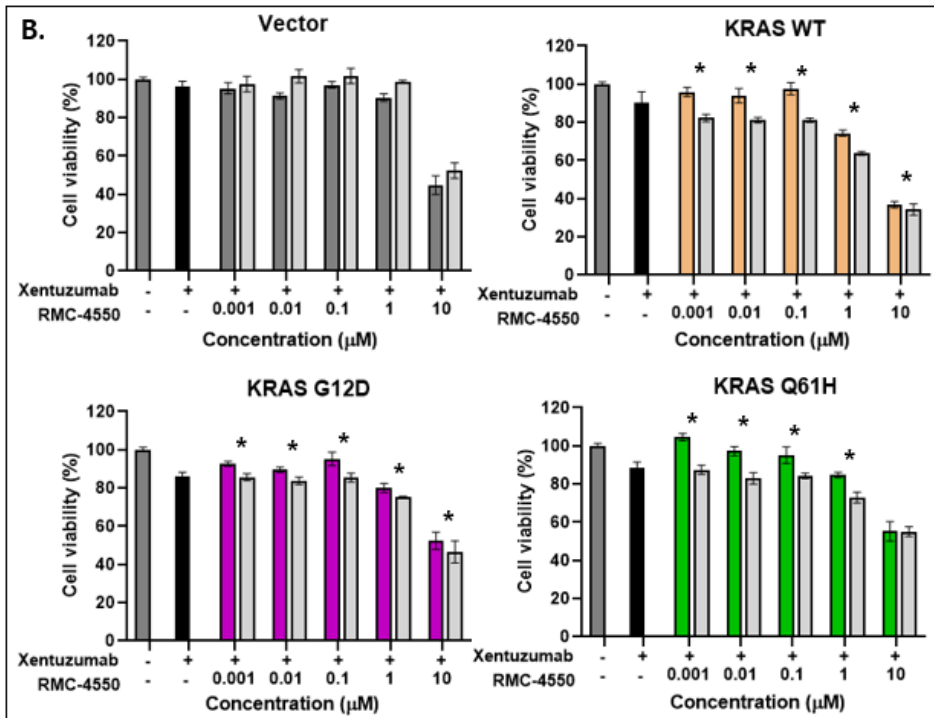 B.
Vector
Cell viability (%)
120
100
80
60
40
20
0
Xentuzumab - + + + + + +
RMC-4550 - - 0.001 0.01 0.1 1 10
Concentration (μM)
KRAS WT
Cell viability (%)
120
100
80
60
40
20
0
* * * * *
Xentuzumab - + + + + + +
RMC-4550 - - 0.001 0.01 0.1 1 10
Concentration (μM)
KRAS G12D
Cell viability (%)
120
100
80
60
40
20
0
* * * * *
Xentuzumab - + + + + + +
RMC-4550 - - 0.001 0.01 0.1 1 10
Concentration (μM)
KRAS Q61H
Cell viability (%)
120
100
80
60
40
20
0
* * * *
Xentuzumab - + + + + + +
RMC-4550 - - 0.001 0.01 0.1 1 10
Concentration (μM)